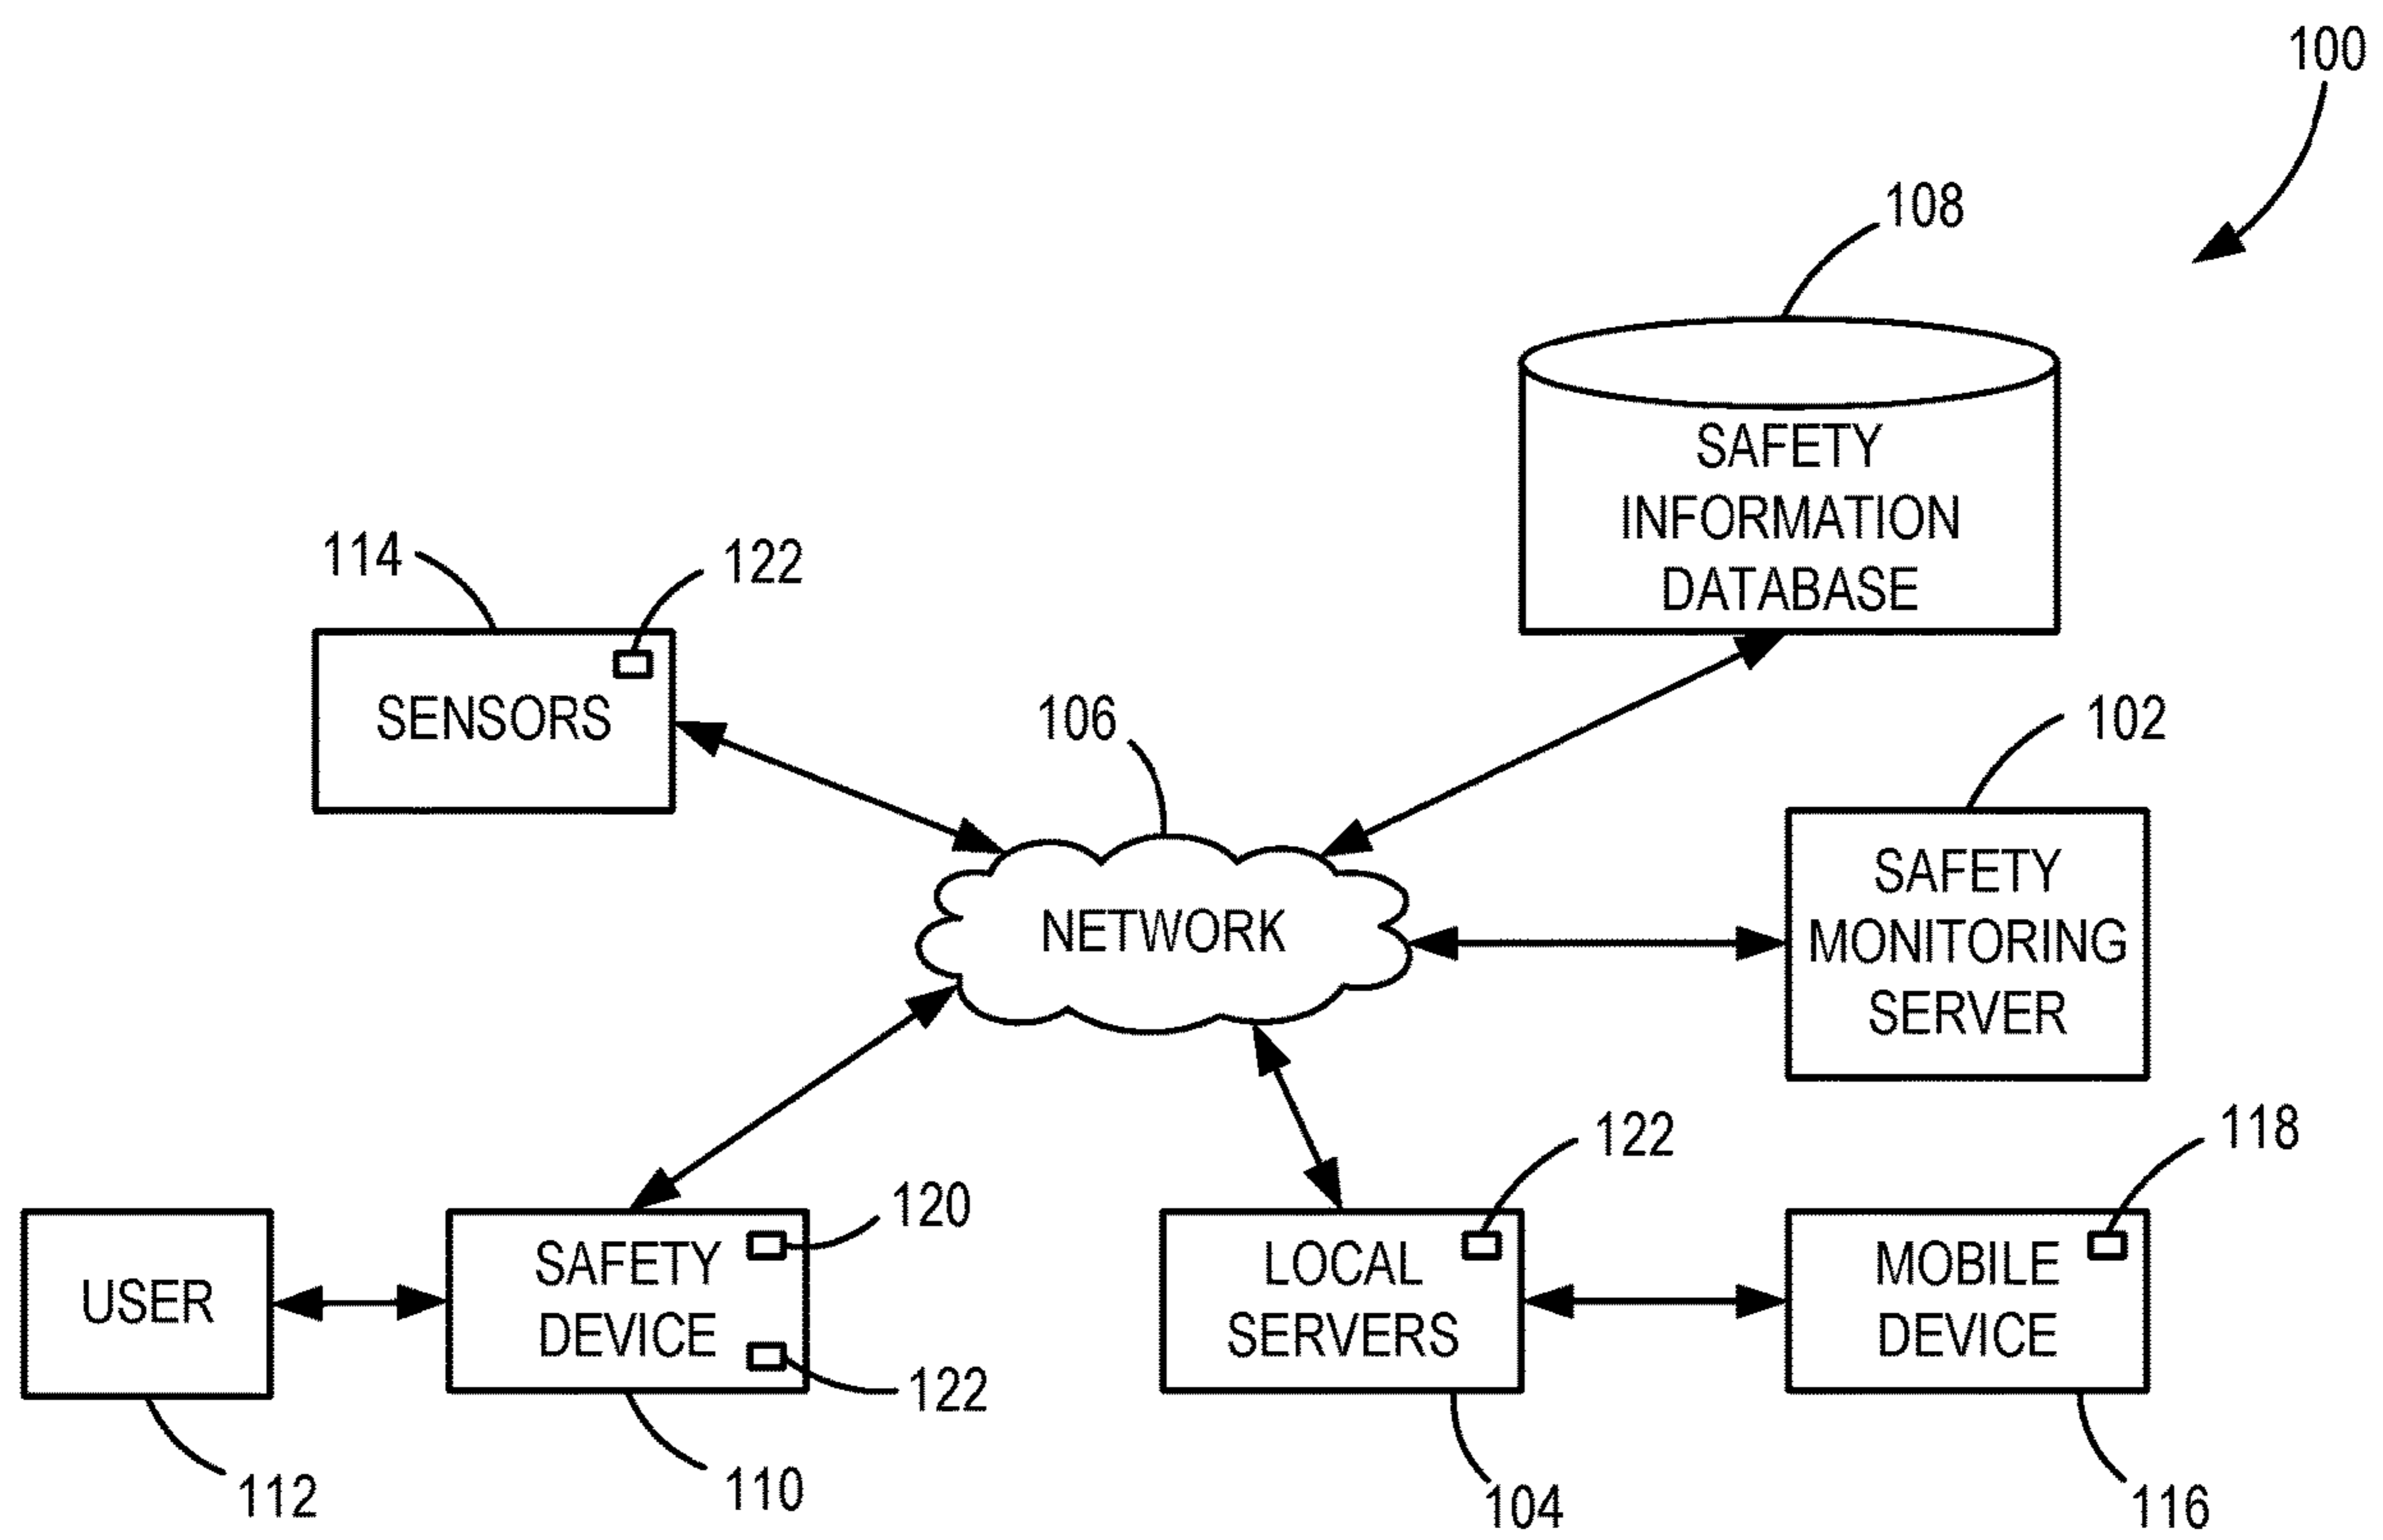 100
108
SAFETY
INFORMATION
DATABASE
114
122
SENSORS
106
102
NETWORK
SAFETY
MONITORING
SERVER
122
118
120
USER
SAFETY
DEVICE
LOCAL
SERVERS
MOBILE
DEVICE
122
112
110
104
116